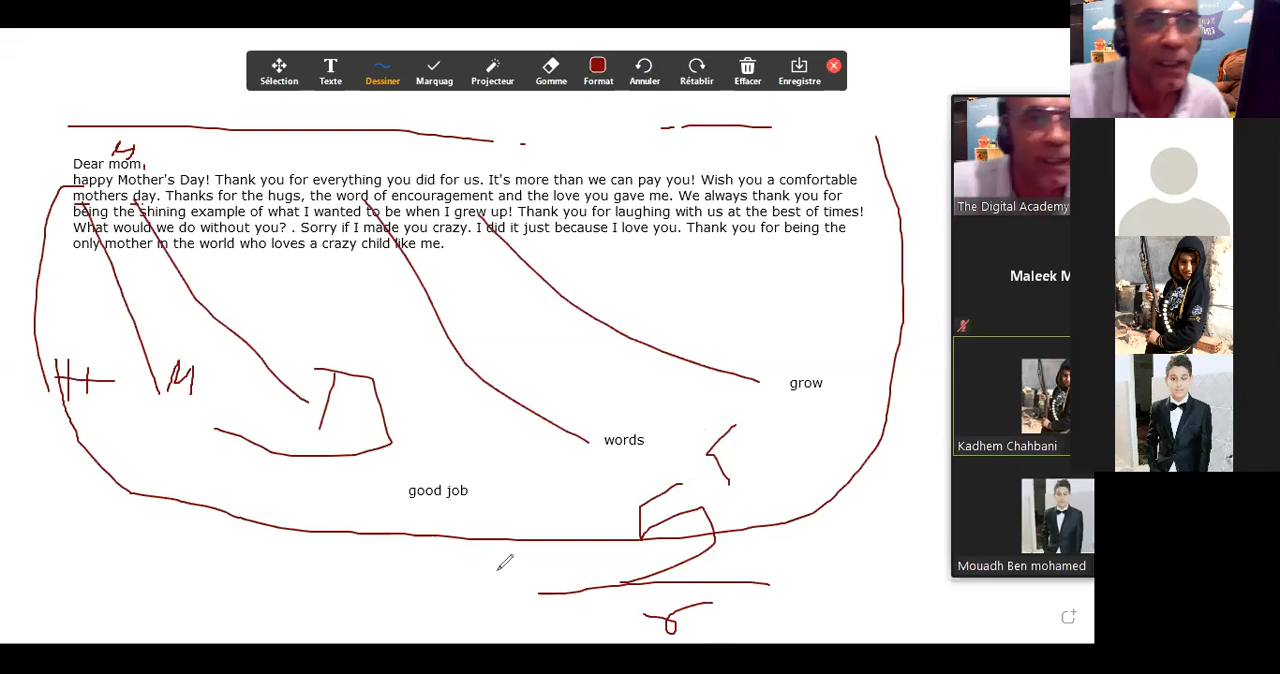 Sélection Texte Dessiner Marquag Projecteur Gomme Format Annuler Rétablir Effacer Enregistre
M
Dear mom,
happy Mother's Day! Thank you for everything you did for us. It's more than we can pay you! Wish you a comfortable
mothers day. Thanks for the hugs, the word of encouragement and the love you gave me. We always thank you for
being the shining example of what I wanted to be when I grew up! Thank you for laughing with us at the best of times!
What would we do without you? . Sorry if I made you crazy. I did it just because I love you. Thank you for being the
only mother in the world who loves a crazy child like me.
H M D
grow
words
good job
The Digital Academy
Maleek M
Kadhem Chahbani
Mouadh Ben mohamed